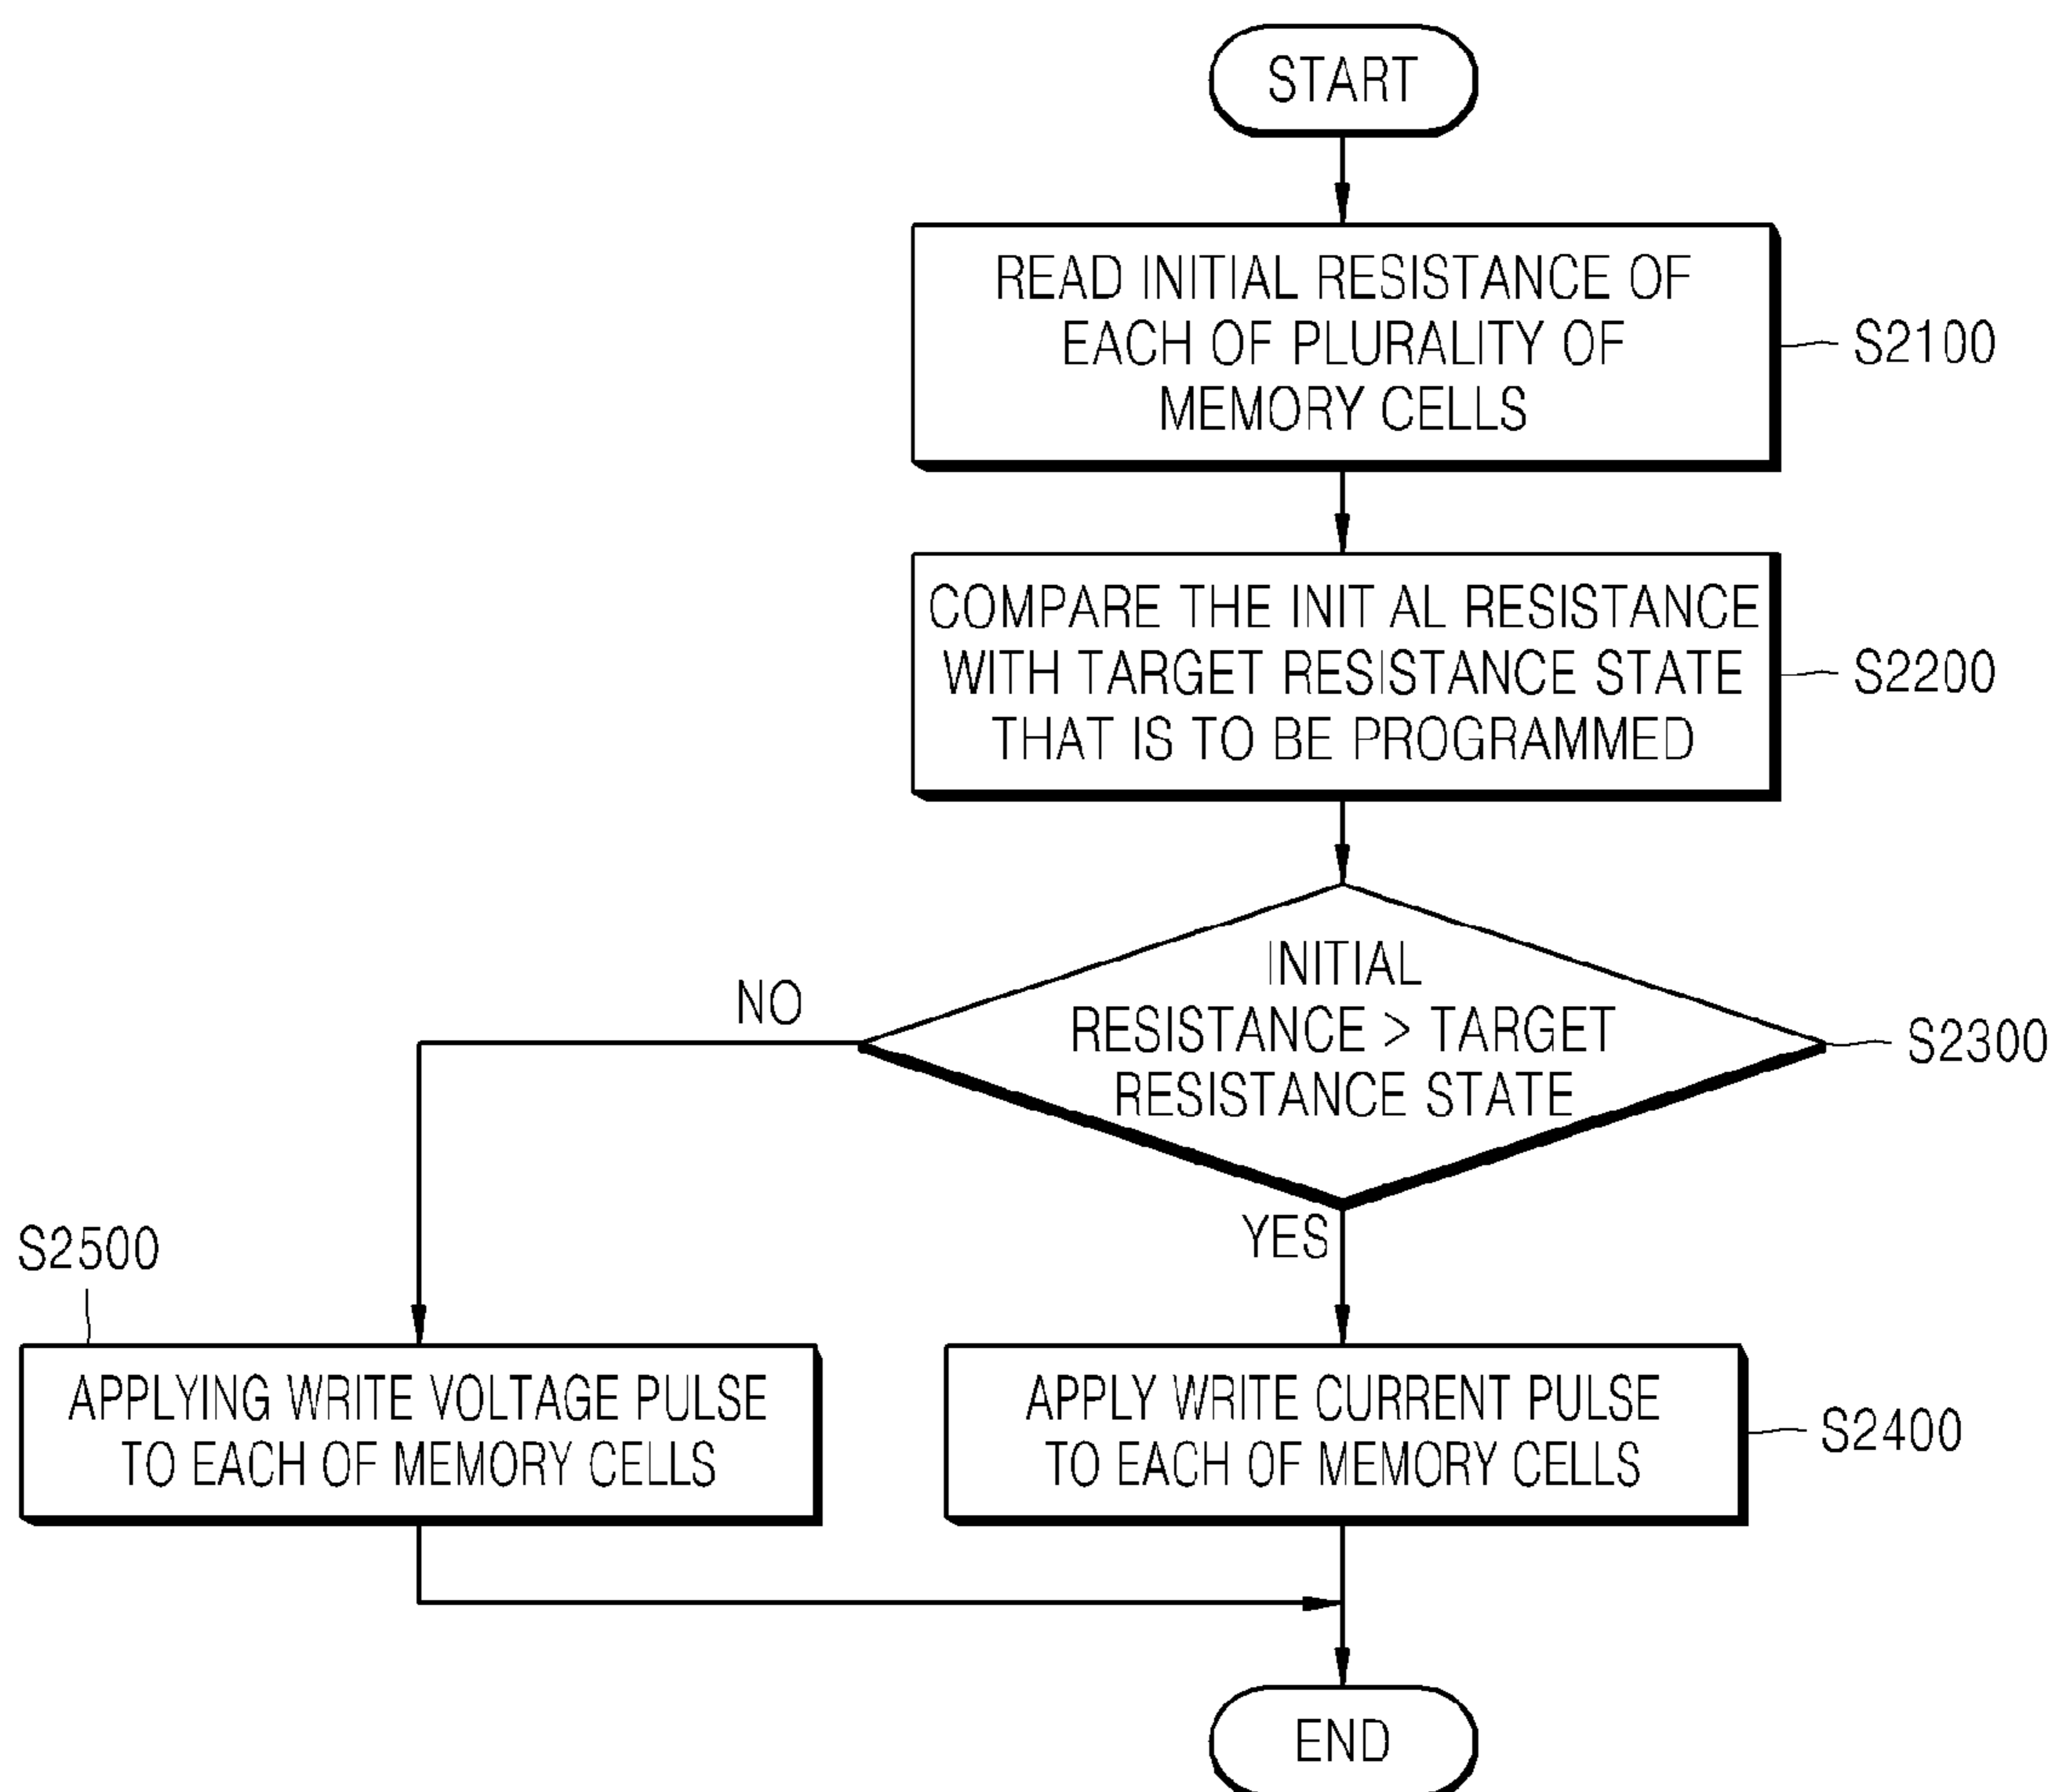 START
READ INITIAL RESISTANCE OF
EACH OF PLURALITY OF
MEMORY CELLS
S2100
COMPARE THE INIT AL RESISTANCE
WITH TARGET RESISTANCE STATE
THAT IS TO BE PROGRAMMED
S2200
INITIAL
RESISTANCE > TARGET
RESISTANCE STATE
S2300
NO
YES
S2500
APPLYING WRITE VOLTAGE PULSE
TO EACH OF MEMORY CELLS
APPLY WRITE CURRENT PULSE
TO EACH OF MEMORY CELLS
S2400
END